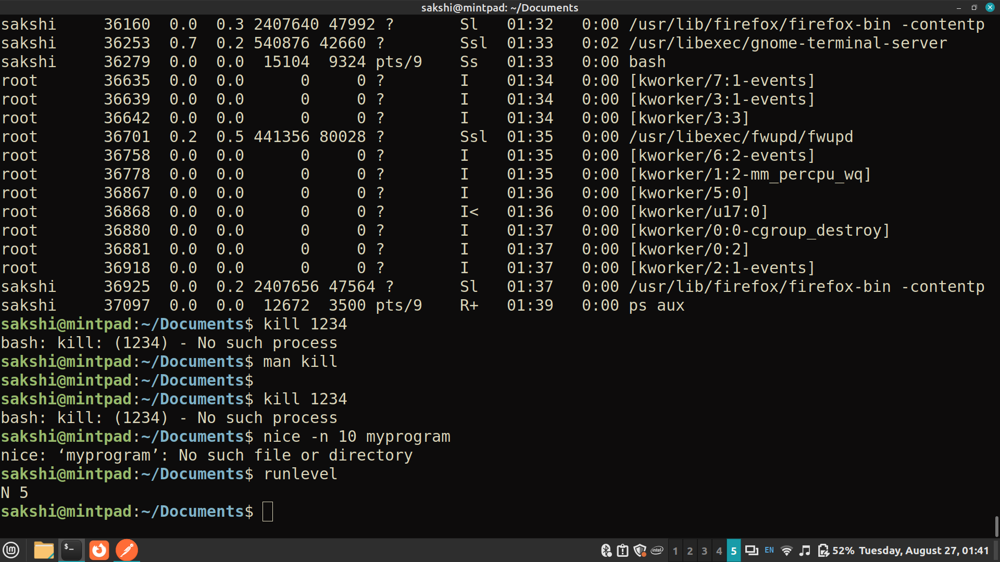 sakshi@mintpad: ~/Documents
sakshi     36160  0.0  0.3 2407640 47992 ?       Sl   01:32   0:00 /usr/lib/firefox/firefox-bin -contentp
sakshi     36253  0.7  0.2 540876 42660 ?        Ssl  01:33   0:02 /usr/libexec/gnome-terminal-server
sakshi     36279  0.0  0.0  15104  9324 pts/9    Ss   01:33   0:00 bash
root       36635  0.0  0.0      0     0 ?        I    01:34   0:00 [kworker/7:1-events]
root       36639  0.0  0.0      0     0 ?        I    01:34   0:00 [kworker/3:1-events]
root       36642  0.0  0.0      0     0 ?        I    01:34   0:00 [kworker/3:3]
root       36701  0.2  0.5 441356 80028 ?        Ssl  01:35   0:00 /usr/libexec/fwupd/fwupd
root       36758  0.0  0.0      0     0 ?        I    01:35   0:00 [kworker/6:2-events]
root       36778  0.0  0.0      0     0 ?        I    01:35   0:00 [kworker/1:2-mm_percpu_wq]
root       36867  0.0  0.0      0     0 ?        I    01:36   0:00 [kworker/5:0]
root       36868  0.0  0.0      0     0 ?        I<   01:36   0:00 [kworker/u17:0]
root       36880  0.0  0.0      0     0 ?        I    01:37   0:00 [kworker/0:0-cgroup_destroy]
root       36881  0.0  0.0      0     0 ?        I    01:37   0:00 [kworker/0:2]
root       36918  0.0  0.0      0     0 ?        I    01:37   0:00 [kworker/2:1-events]
sakshi     36925  0.0  0.2 2407656 47564 ?       Sl   01:37   0:00 /usr/lib/firefox/firefox-bin -contentp
sakshi     37097  0.0  0.0  12672  3500 pts/9    R+   01:39   0:00 ps aux
sakshi@mintpad:~/Documents$ kill 1234
bash: kill: (1234) - No such process
sakshi@mintpad:~/Documents$ man kill
sakshi@mintpad:~/Documents$
sakshi@mintpad:~/Documents$ kill 1234
bash: kill: (1234) - No such process
sakshi@mintpad:~/Documents$ nice -n 10 myprogram
nice: ‘myprogram’: No such file or directory
sakshi@mintpad:~/Documents$ runlevel
N 5
sakshi@mintpad:~/Documents$
$_ intel 1 2 3 4 5 EN 52% Tuesday, August 27, 01:41